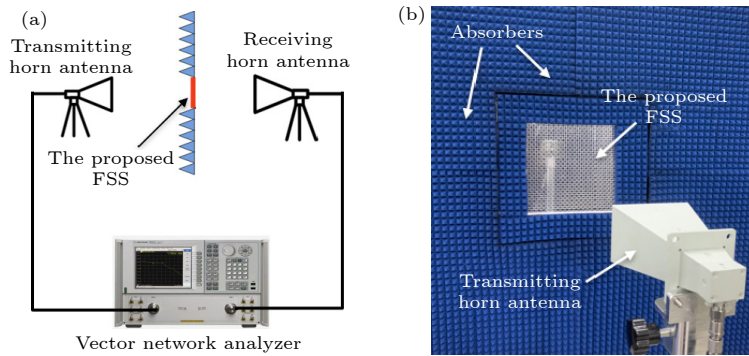 (a)
Transmitting
horn antenna
Receiving
horn antenna
The proposed
FSS
Vector network analyzer
(b)
Absorbers
The proposed
FSS
Transmitting
horn antenna